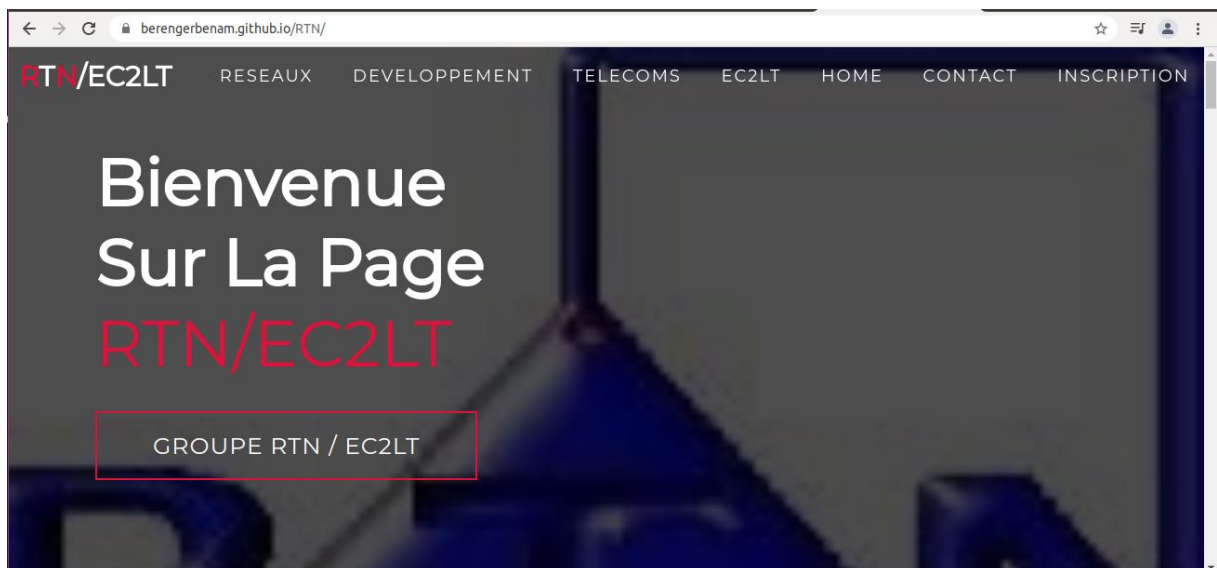 berengerbenam.github.io/RTN/
RTN/EC2LT RESEAUX DEVELOPPEMENT TELECOMS EC2LT HOME CONTACT INSCRIPTION
Bienvenue
Sur La Page
RTN/EC2LT
GROUPE RTN / EC2LT
RTN